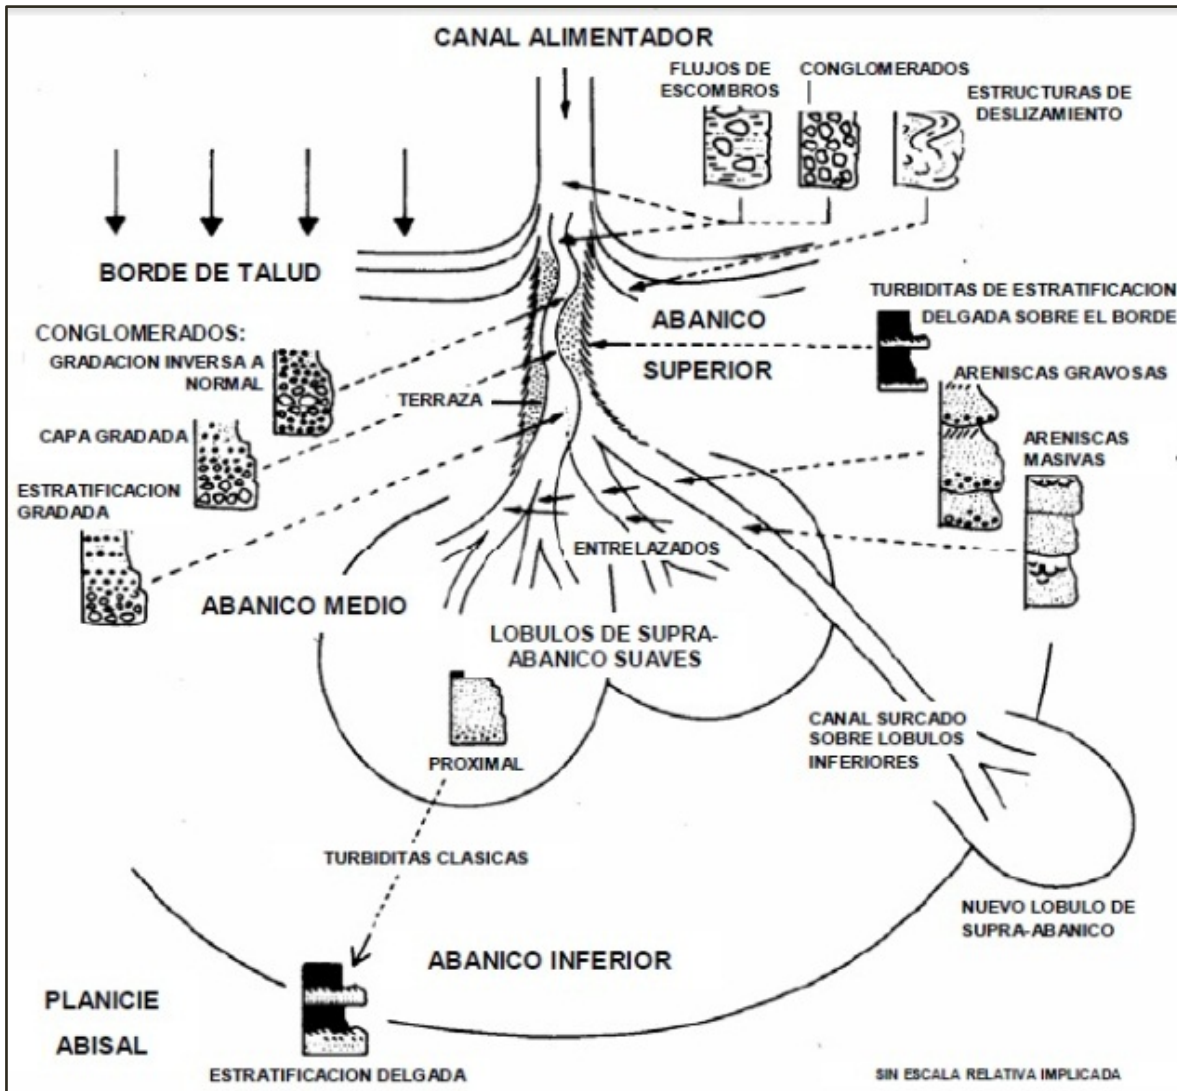 CANAL ALIMENTADOR
FLUJOS DE
ESCOMBROS
CONGLOMERADOS
ESTRUCTURAS DE
DESLIZAMIENTO
BORDE DE TALUD
TURBIDITAS DE ESTRATIFICACION
DELGADA SOBRE EL BORDE
ABANICO
SUPERIOR
CONGLOMERADOS:
GRADACION INVERSA A
NORMAL
TERRAZA
ARENISCAS GRAVOSAS
CAPA GRADADA
ARENISCAS
MASIVAS
ESTRATIFICACION
GRADADA
ENTRELAZADOS
ABANICO MEDIO
LOBULOS DE SUPRA-
ABANICO SUAVES
CANAL SURCADO
SOBRE LOBULOS
INFERIORES
PROXIMAL
TURBIDITAS CLASICAS
NUEVO LOBULO DE
SUPRA-ABANICO
ABANICO INFERIOR
PLANICIE
ABISAL
ESTRATIFICACION DELGADA
SIN ESCALA RELATIVA IMPLICADA